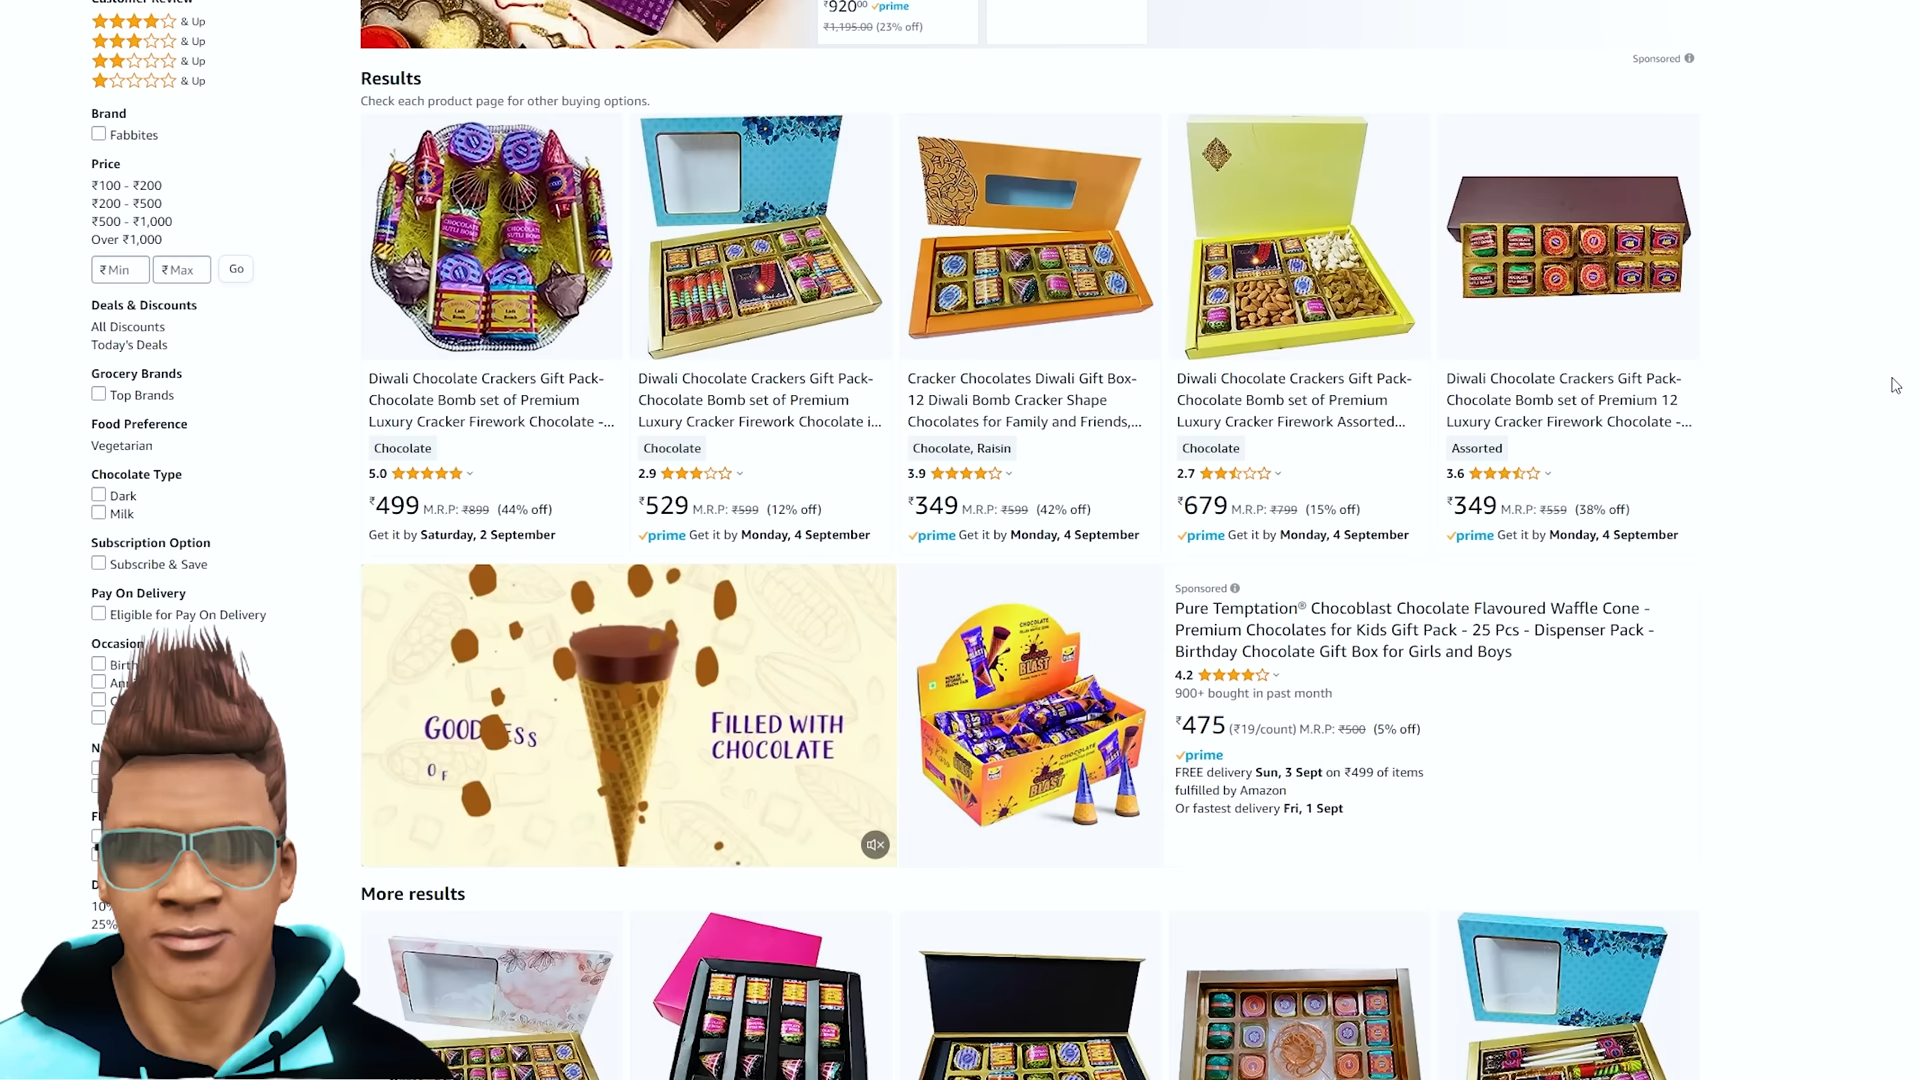 Customer Review
& Up
& Up
& Up
& Up
Brand
Fabbites
Price
₹100 - ₹200
₹200 - ₹500
₹500 - ₹1,000
Over ₹1,000
₹ Min
₹ Max
Go
Deals & Discounts
All Discounts
Today's Deals
Grocery Brands
Top Brands
Food Preference
Vegetarian
Chocolate Type
Dark
Milk
Subscription Option
Subscribe & Save
Pay On Delivery
Eligible for Pay On Delivery
Occasion
₹920⁰⁰ prime
₹1,195.00 (23% off)
Sponsored
Results
Check each product page for other buying options.
Diwali Chocolate Crackers Gift Pack-
Chocolate Bomb set of Premium
Luxury Cracker Firework Chocolate -...
Chocolate
5.0
₹499 M.R.P: ₹899 (44% off)
Get it by Saturday, 2 September
Diwali Chocolate Crackers Gift Pack-
Chocolate Bomb set of Premium
Luxury Cracker Firework Chocolate i...
Chocolate
2.9
₹529 M.R.P: ₹599 (12% off)
prime Get it by Monday, 4 September
Cracker Chocolates Diwali Gift Box-
12 Diwali Bomb Cracker Shape
Chocolates for Family and Friends,...
Chocolate, Raisin
3.9
₹349 M.R.P: ₹599 (42% off)
prime Get it by Monday, 4 September
Diwali Chocolate Crackers Gift Pack-
Chocolate Bomb set of Premium
Luxury Cracker Firework Assorted...
Chocolate
2.7
₹679 M.R.P: ₹799 (15% off)
prime Get it by Monday, 4 September
Diwali Chocolate Crackers Gift Pack-
Chocolate Bomb set of Premium 12
Luxury Cracker Firework Chocolate -...
Assorted
3.6
₹349 M.R.P: ₹559 (38% off)
prime Get it by Monday, 4 September
OF
FILLED WITH
CHOCOLATE
CHOCO
BLAST
Sponsored
Pure Temptation® Chocoblast Chocolate Flavoured Waffle Cone -
Premium Chocolates for Kids Gift Pack - 25 Pcs - Dispenser Pack -
Birthday Chocolate Gift Box for Girls and Boys
4.2
900+ bought in past month
₹475 (₹19/count) M.R.P: ₹500 (5% off)
prime
FREE delivery Sun, 3 Sept on ₹499 of items
fulfilled by Amazon
Or fastest delivery Fri, 1 Sept
More results